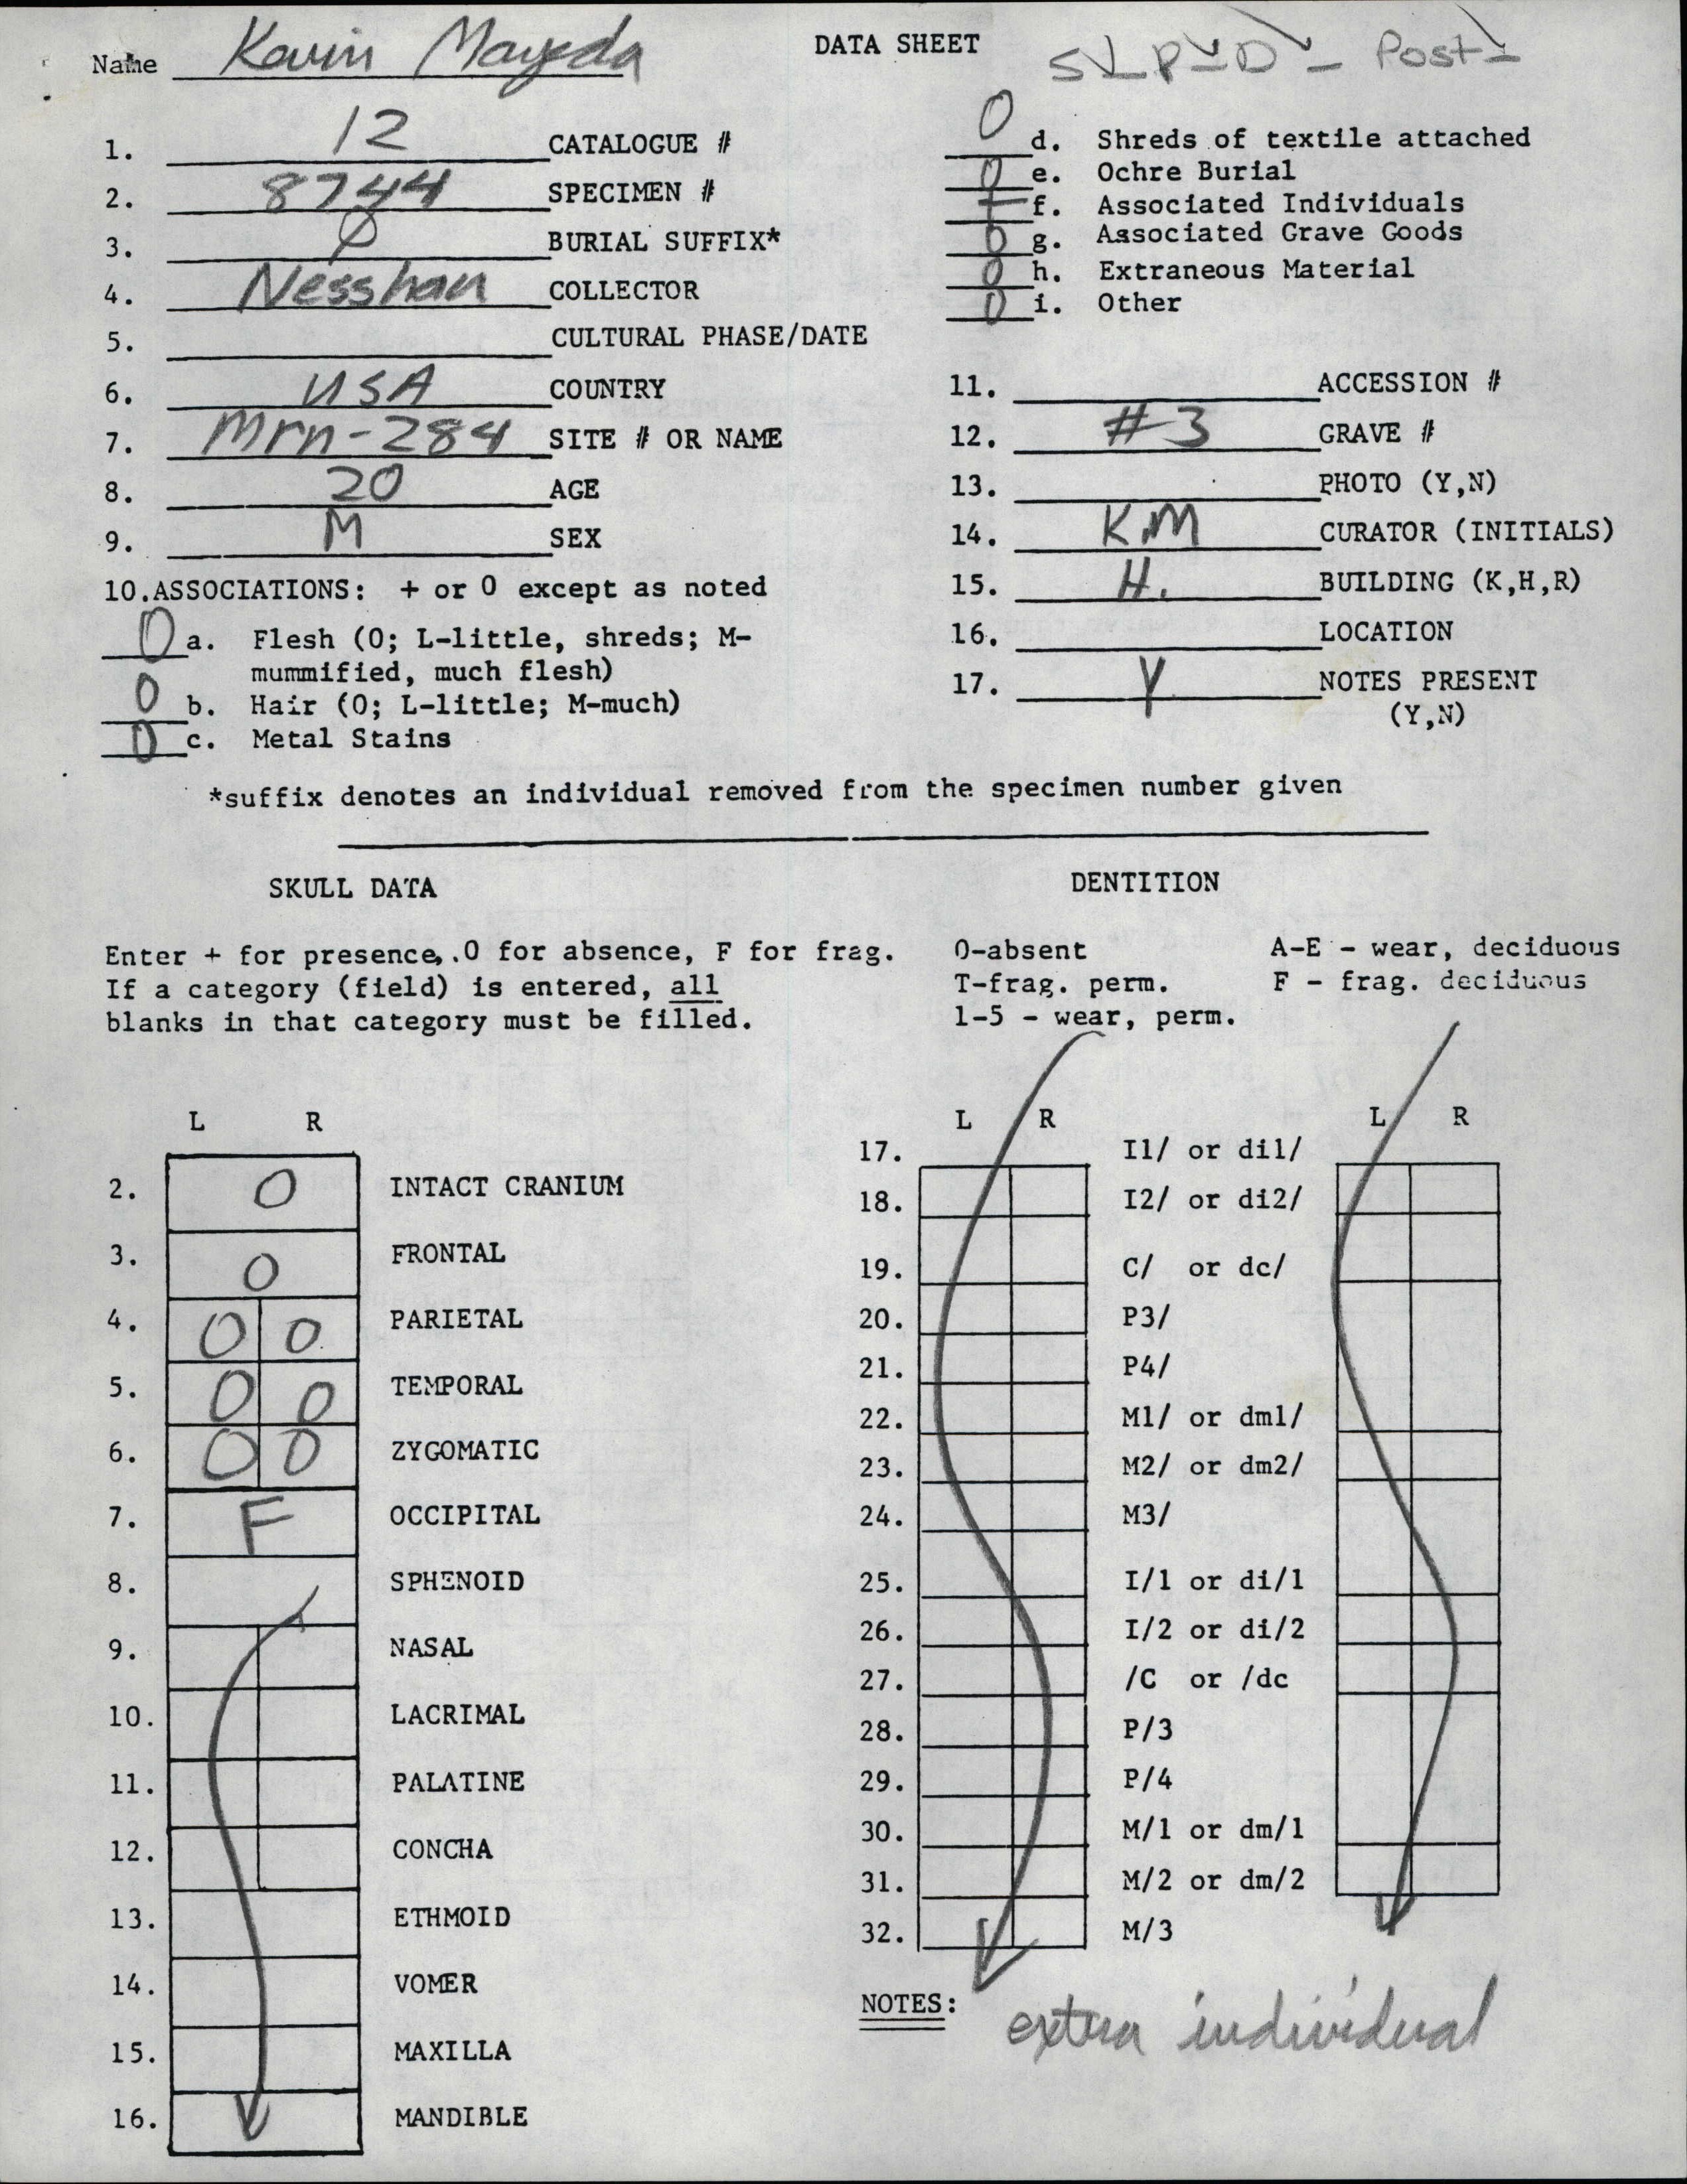 DATA SHEET
Name Kevin Mayeda
1. 12 CATALOGUE #
2. 8744 SPECIMEN #
3. Ø BURIAL SUFFIX*
4. Nesshan COLLECTOR
5. CULTURAL PHASE/DATE
6. USA COUNTRY
7. Mrn-284 SITE # OR NAME
8. 20 AGE
9. M SEX
10.ASSOCIATIONS: + or 0 except as noted
0 a. Flesh (0; L-little, shreds; M-
mummified, much flesh)
0 b. Hair (0; L-little; M-much)
0 c. Metal Stains
0 d. Shreds of textile attached
0 e. Ochre Burial
+ f. Associated Individuals
0 g. Associated Grave Goods
0 h. Extraneous Material
0 i. Other
11. ACCESSION #
12. #3 GRAVE #
13. PHOTO (Y,N)
14. KM CURATOR (INITIALS)
15. H. BUILDING (K,H,R)
16. LOCATION
17. Y NOTES PRESENT
(Y,N)
*suffix denotes an individual removed from the specimen number given
SKULL DATA
Enter + for presence, .0 for absence, F for frag.
If a category (field) is entered, all
blanks in that category must be filled.
L R
2. 0 INTACT CRANIUM
3. 0 FRONTAL
4. 0 0 PARIETAL
5. 0 0 TEMPORAL
6. 0 0 ZYGOMATIC
7. F OCCIPITAL
8. SPHENOID
9. NASAL
10. LACRIMAL
11. PALATINE
12. CONCHA
13. ETHMOID
14. VOMER
15. MAXILLA
16. MANDIBLE
DENTITION
0-absent A-E - wear, deciduous
T-frag. perm. F - frag. deciduous
1-5 - wear, perm.
L R L R
17. I1/ or di1/
18. I2/ or di2/
19. C/ or dc/
20. P3/
21. P4/
22. M1/ or dm1/
23. M2/ or dm2/
24. M3/
25. I/1 or di/1
26. I/2 or di/2
27. /C or /dc
28. P/3
29. P/4
30. M/1 or dm/1
31. M/2 or dm/2
32. M/3
NOTES: extra individual